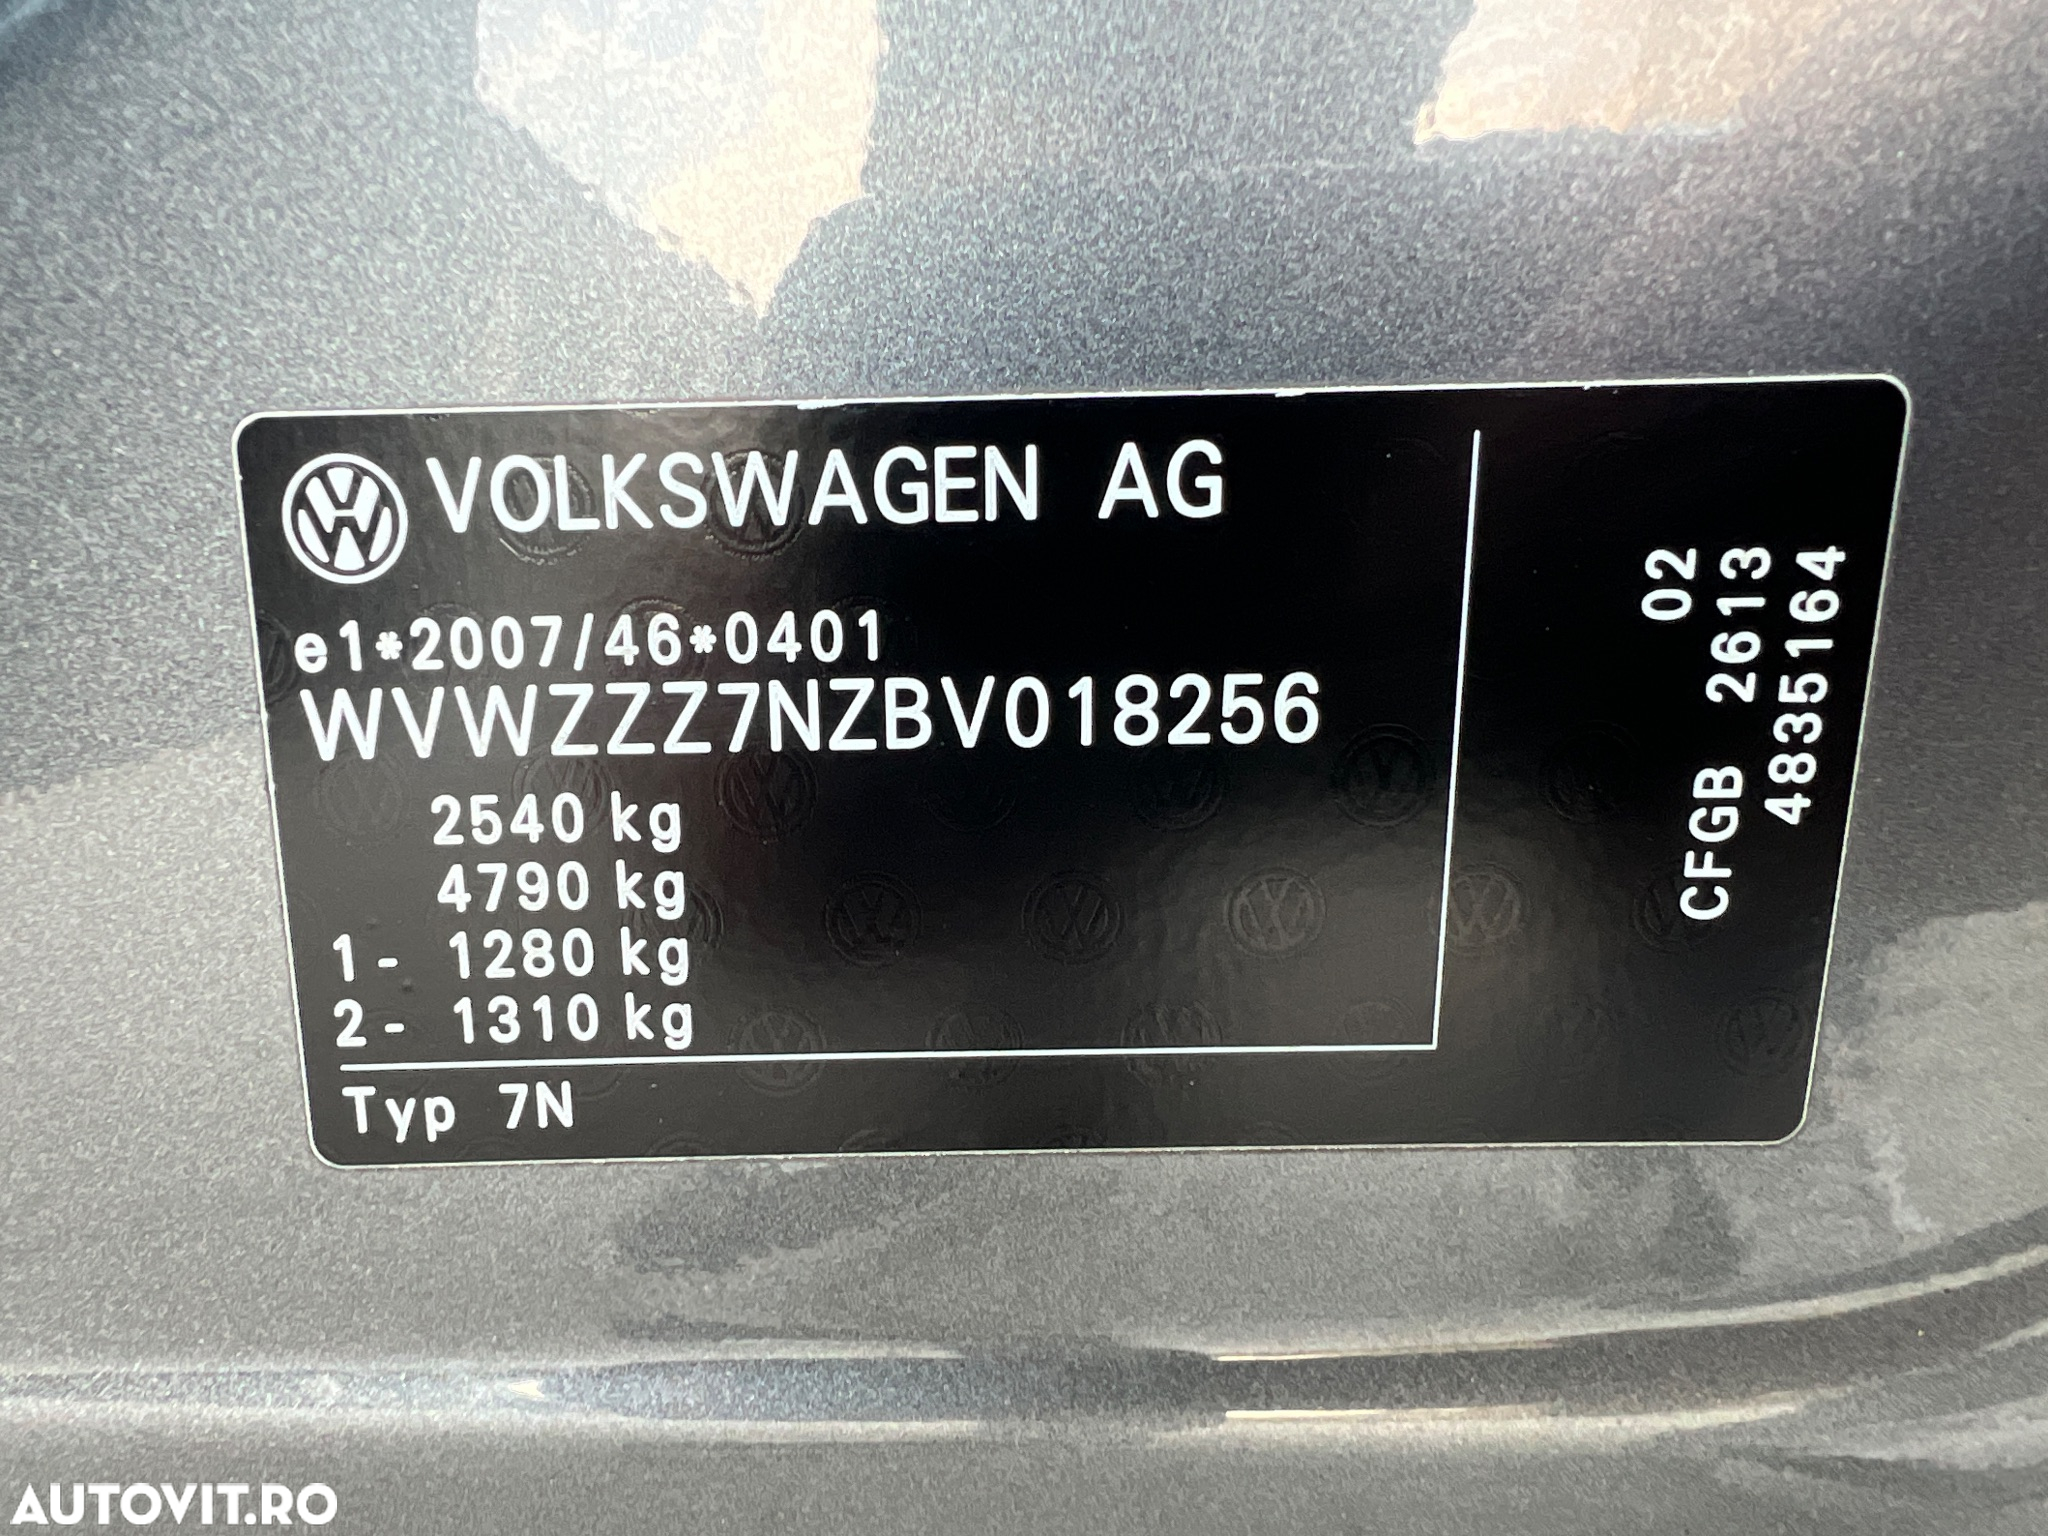 VOLKSWAGEN AG
e1*2007/46*0401
WVWZZZ7NZBV018256
2540 kg
4790 kg
1- 1280 kg
2- 1310 kg
Typ 7N
02
CFGB 2613
4835164
AUTOVIT.RO